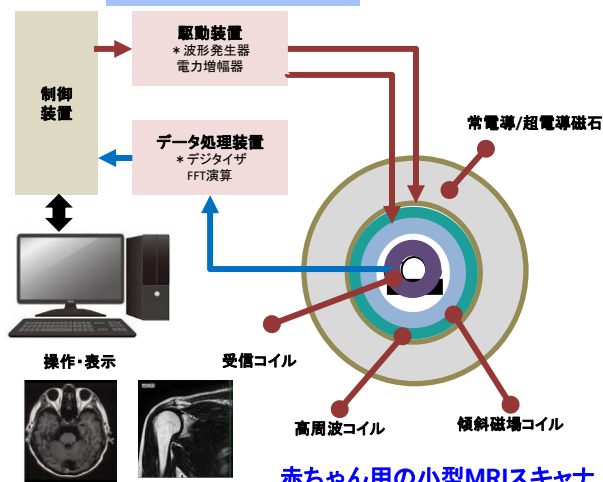 駆動装置
＊波形発生器
電力増幅器
制御
装置
データ処理装置
＊デジタイザ
FFT演算
常電導/超電導磁石
操作・表示
受信コイル
高周波コイル
傾斜磁場コイル
赤ちゃん用の小型MRIスキャナ